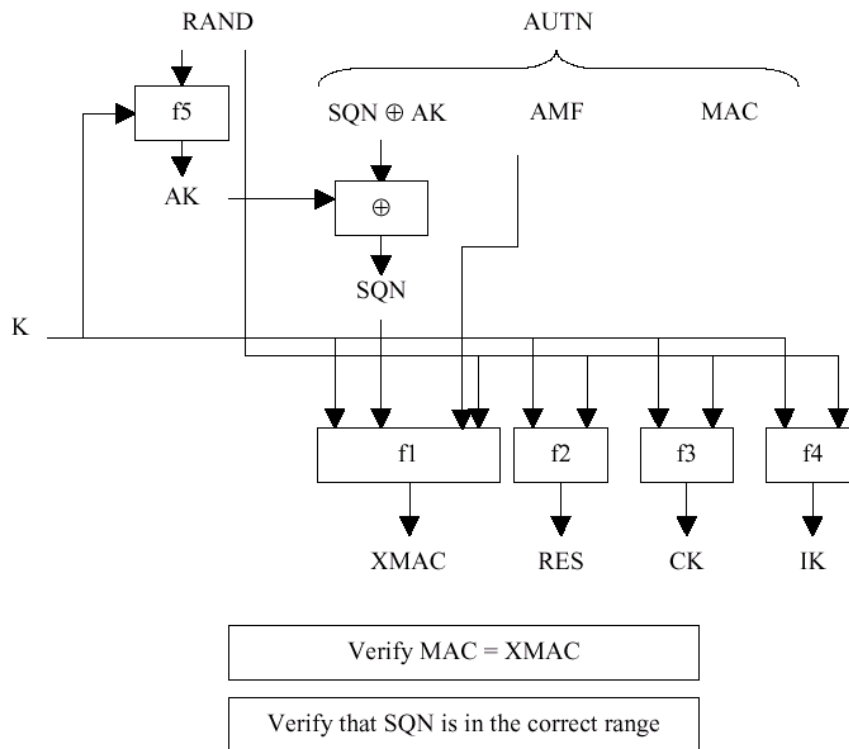 RAND AUTN
f5 SQN ⊕ AK AMF MAC
AK ⊕
SQN
K
f1 f2 f3 f4
XMAC RES CK IK
Verify MAC = XMAC
Verify that SQN is in the correct range